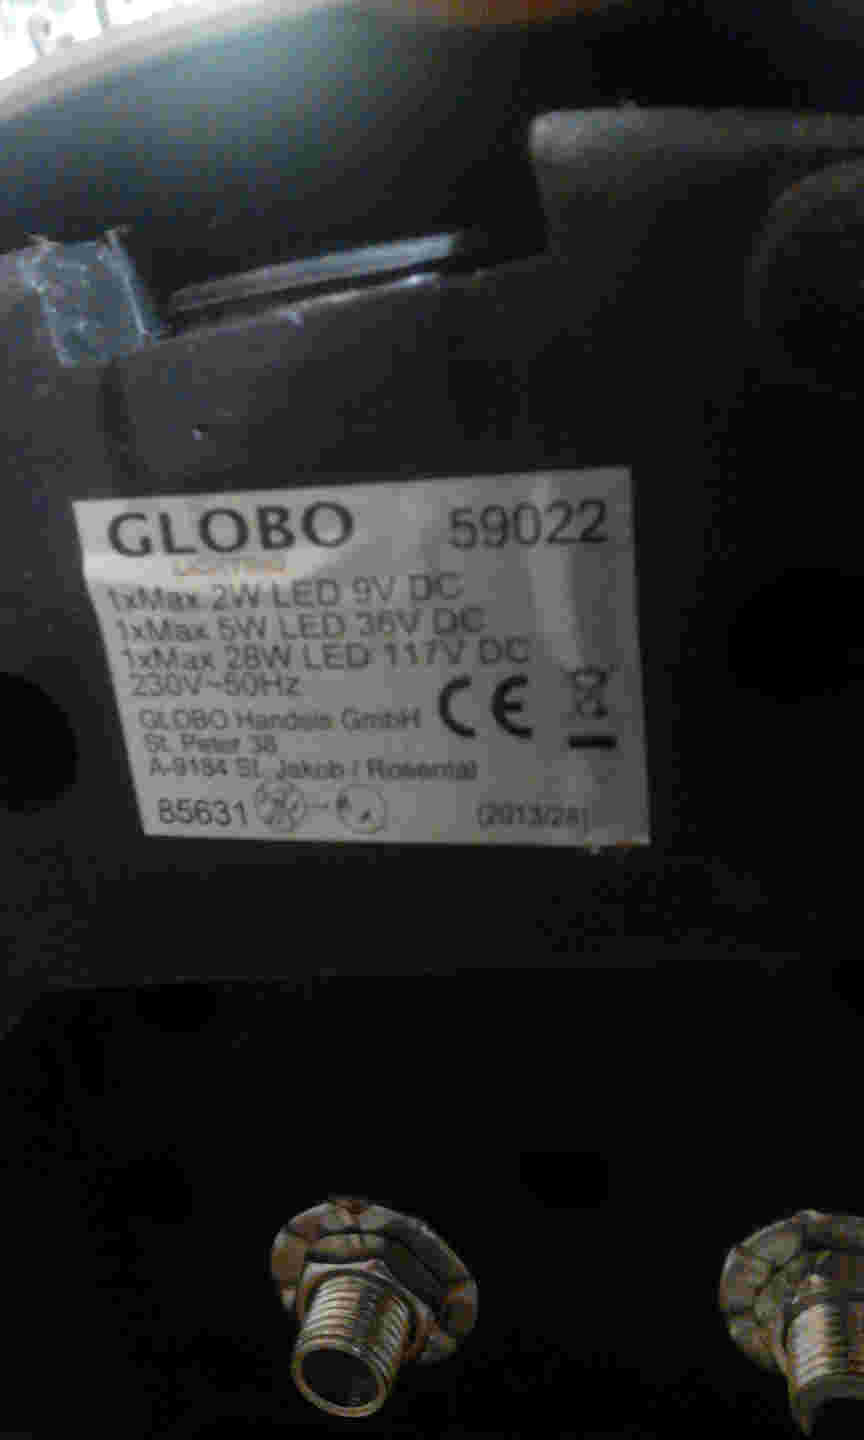 GLOBO 59022
LIGHTING
1xMax 2W LED 9V DC
1xMax 5W LED 36V DC
1xMax 28W LED 117V DC
230V~50Hz
GLOBO Handels GmbH
St. Peter 38
A-9184 St. Jakob / Rosental
85631 (2013/28)